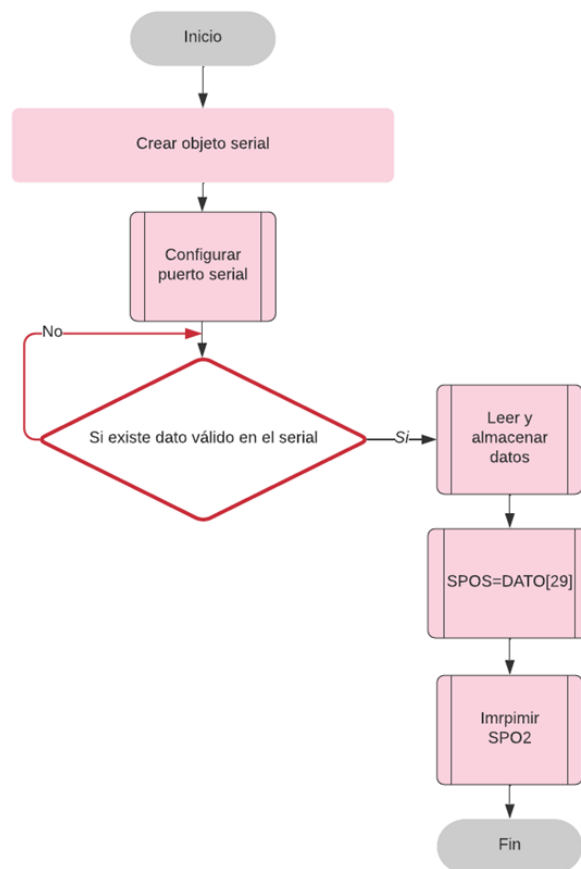 Inicio
Crear objeto serial
Configurar
puerto serial
No
Si existe dato válido en el serial
Si
Leer y
almacenar
datos
SPOS=DATO[29]
Imrpimir
SPO2
Fin